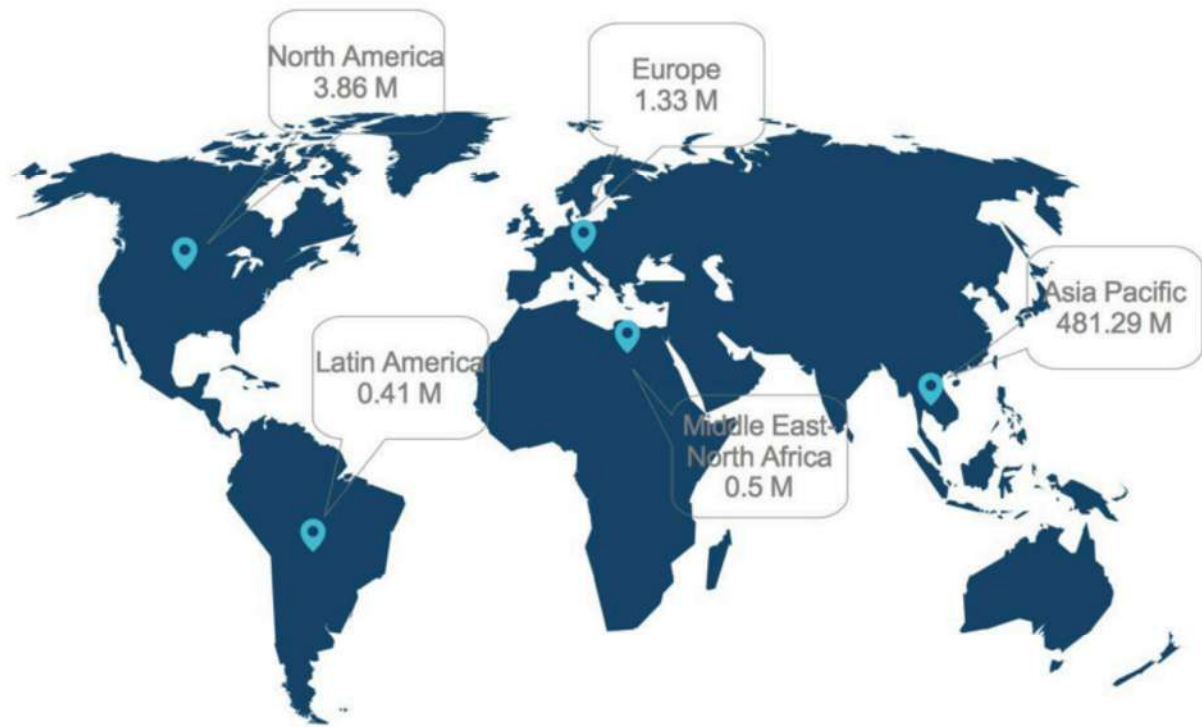 North America
3.86 M
Europe
1.33 M
Asia Pacific
481.29 M
Latin America
0.41 M
Middle East-
North Africa
0.5 M